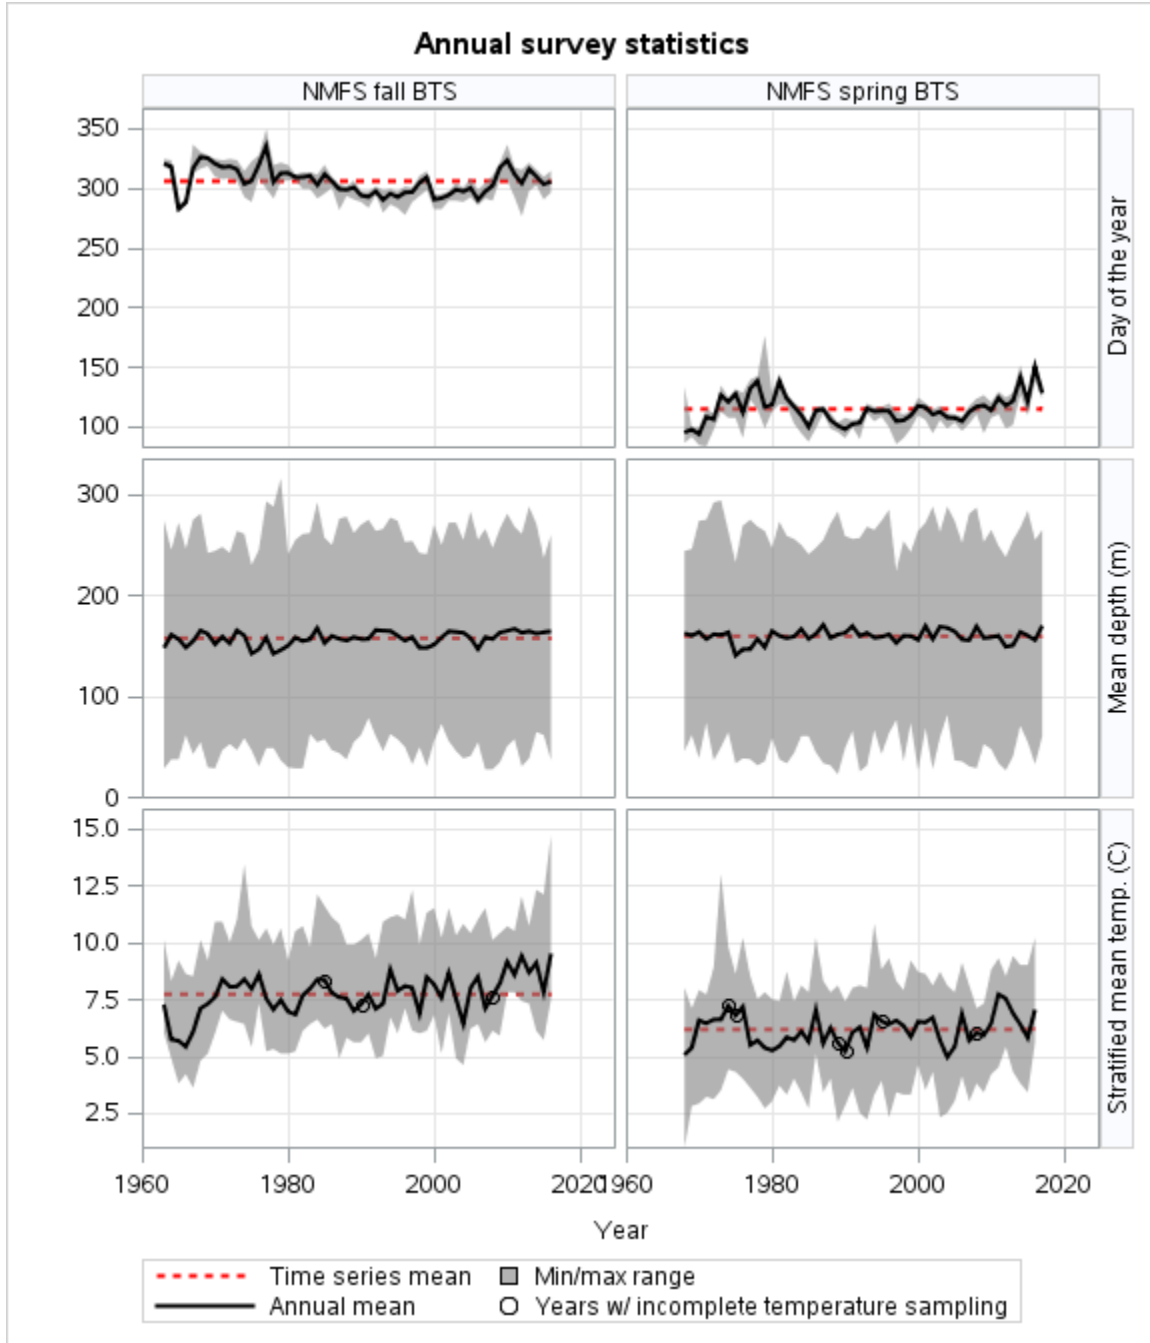 Annual survey statistics
NMFS fall BTS
NMFS spring BTS
350
300
250
200
150
100
Day of the year
300
200
100
0
Mean depth (m)
15.0
12.5
10.0
7.5
5.0
2.5
Stratified mean temp. (C)
1960 1980 2000 2020
1960 1980 2000 2020
Year
Time series mean
Min/max range
Annual mean
Years w/ incomplete temperature sampling